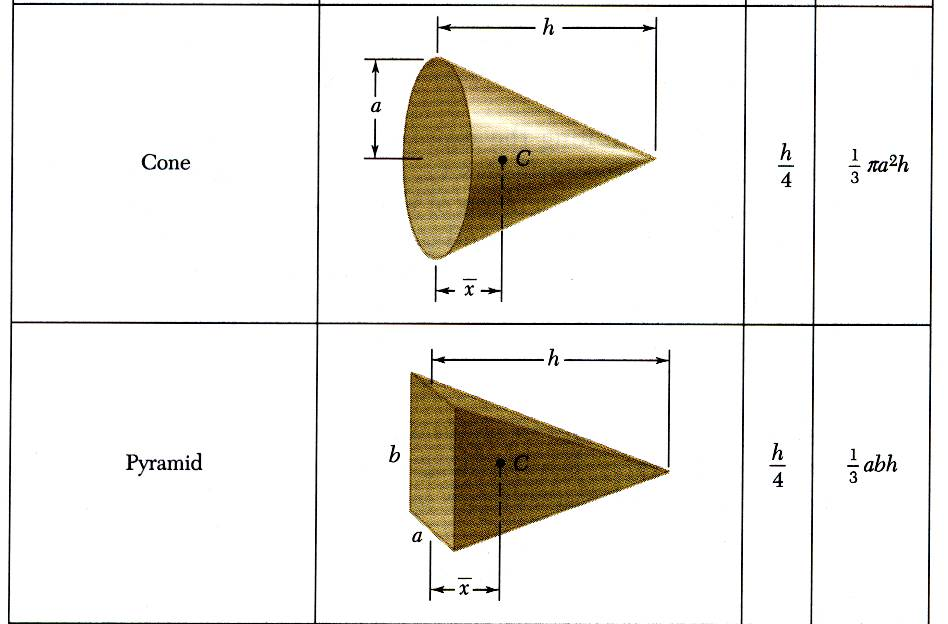 h
a
Cone
C
h/4
1/3 πa²h
x̄
h
b
Pyramid
C
h/4
1/3 abh
a
x̄